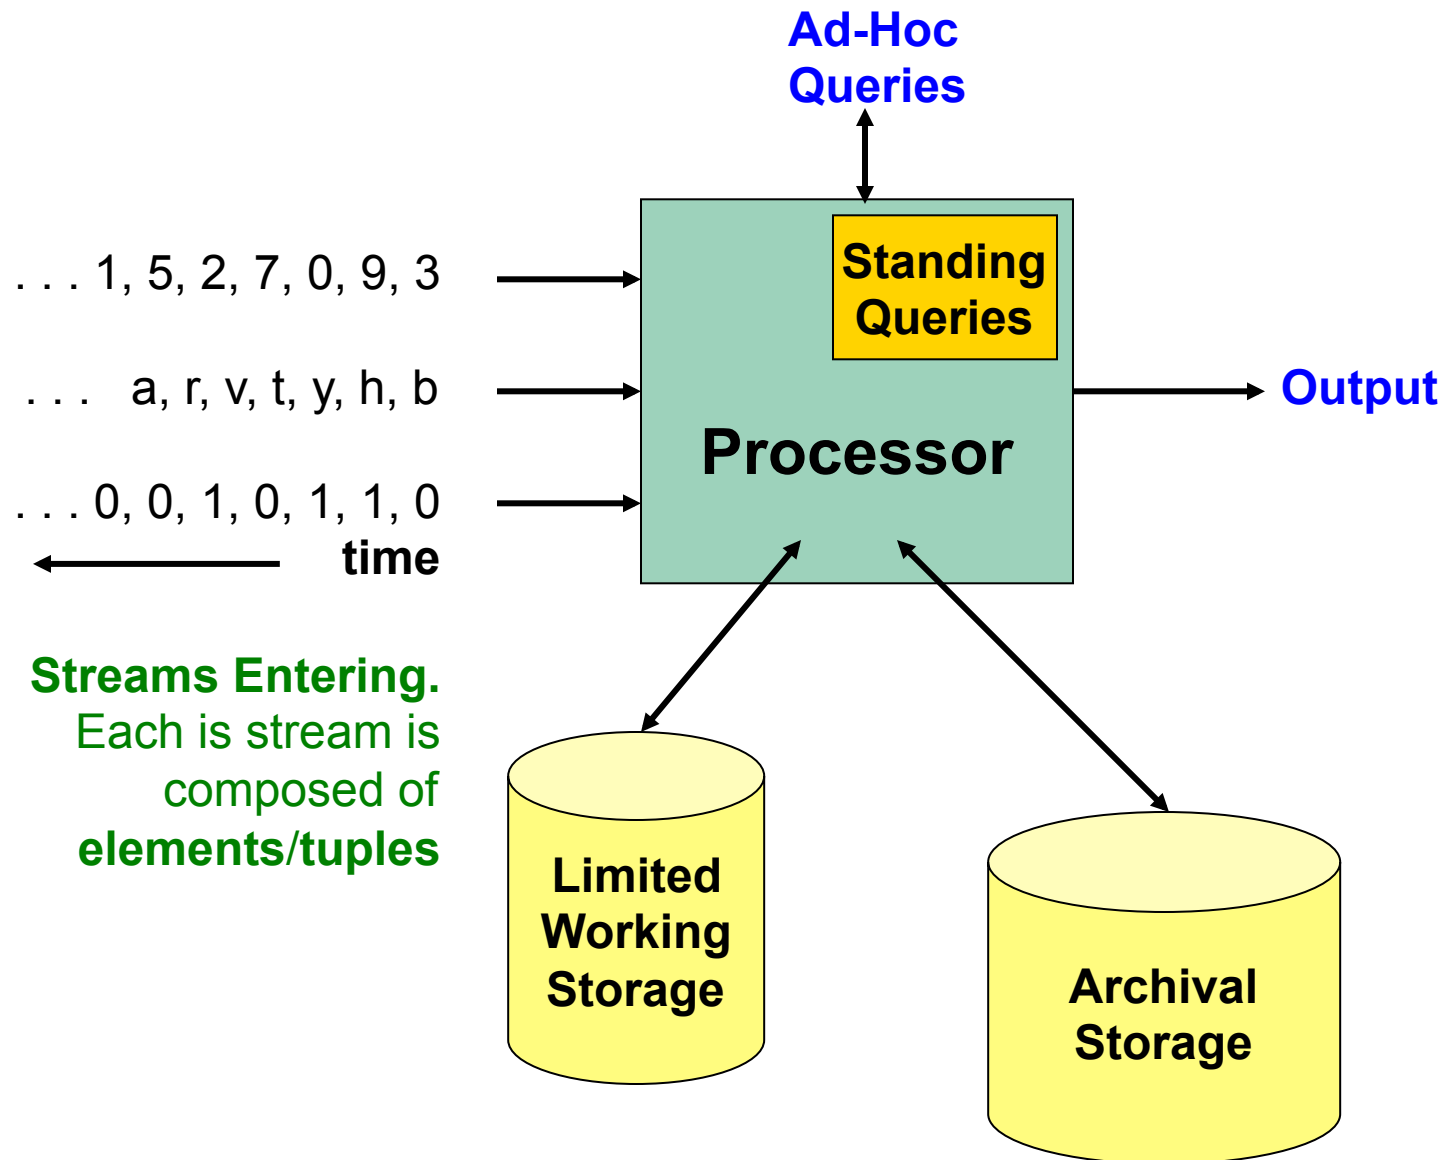 Ad-Hoc
Queries
Standing
Queries
. . . 1, 5, 2, 7, 0, 9, 3
. . . a, r, v, t, y, h, b
. . . 0, 0, 1, 0, 1, 1, 0
time
Processor
Output
Streams Entering.
Each is stream is
composed of
elements/tuples
Limited
Working
Storage
Archival
Storage